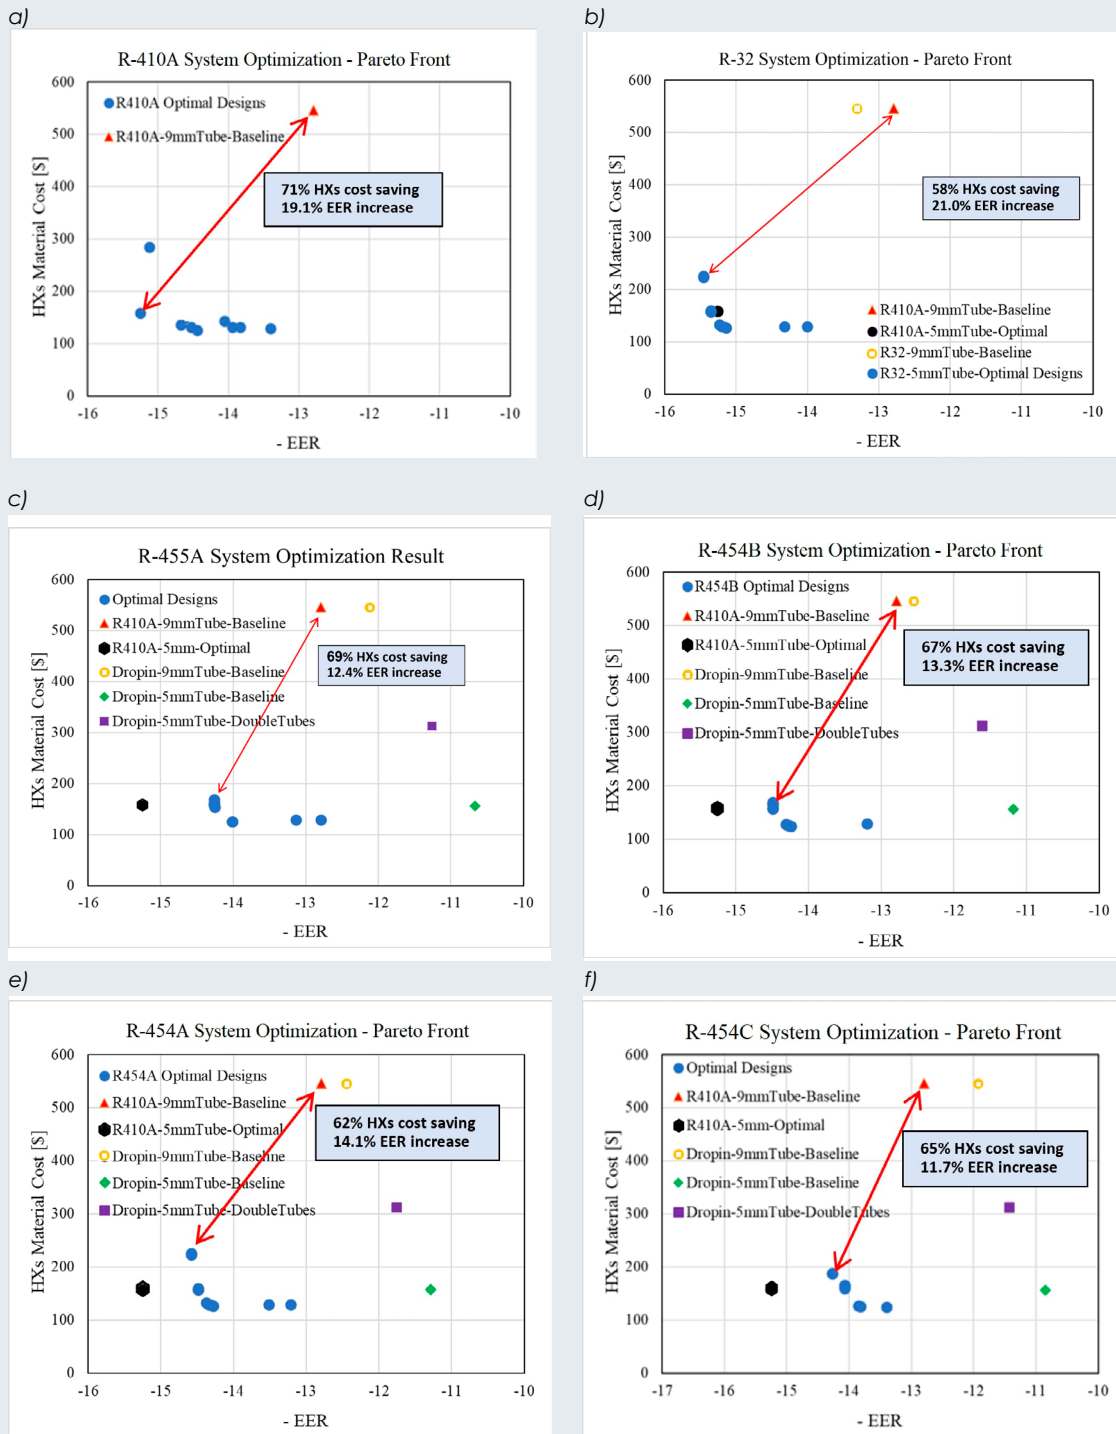 a)
R-410A System Optimization - Pareto Front
HXs Material Cost [$]
600
500
400
300
200
100
0
R410A Optimal Designs
R410A-9mmTube-Baseline
71% HXs cost saving
19.1% EER increase
-16 -15 -14 -13 -12 -11 -10
- EER
b)
R-32 System Optimization - Pareto Front
HXs Material Cost [$]
600
500
400
300
200
100
0
58% HXs cost saving
21.0% EER increase
R410A-9mmTube-Baseline
R410A-5mmTube-Optimal
R32-9mmTube-Baseline
R32-5mmTube-Optimal Designs
-16 -15 -14 -13 -12 -11 -10
- EER
c)
R-455A System Optimization Result
HXs Material Cost [$]
600
500
400
300
200
100
0
Optimal Designs
R410A-9mmTube-Baseline
R410A-5mm-Optimal
Dropin-9mmTube-Baseline
Dropin-5mmTube-Baseline
Dropin-5mmTube-DoubleTubes
69% HXs cost saving
12.4% EER increase
-16 -15 -14 -13 -12 -11 -10
- EER
d)
R-454B System Optimization - Pareto Front
HXs Material Cost [$]
600
500
400
300
200
100
0
R454B Optimal Designs
R410A-9mmTube-Baseline
R410A-5mmTube-Optimal
Dropin-9mmTube-Baseline
Dropin-5mmTube-Baseline
Dropin-5mmTube-DoubleTubes
67% HXs cost saving
13.3% EER increase
-16 -15 -14 -13 -12 -11 -10
- EER
e)
R-454A System Optimization - Pareto Front
HXs Material Cost [$]
600
500
400
300
200
100
0
R454A Optimal Designs
R410A-9mmTube-Baseline
R410A-5mmTube-Optimal
Dropin-9mmTube-Baseline
Dropin-5mmTube-Baseline
Dropin-5mmTube-DoubleTubes
62% HXs cost saving
14.1% EER increase
-16 -15 -14 -13 -12 -11 -10
- EER
f)
R-454C System Optimization - Pareto Front
HXs Material Cost [$]
600
500
400
300
200
100
0
Optimal Designs
R410A-9mmTube-Baseline
R410A-5mm-Optimal
Dropin-9mmTube-Baseline
Dropin-5mmTube-Baseline
Dropin-5mmTube-DoubleTubes
65% HXs cost saving
11.7% EER increase
-17 -16 -15 -14 -13 -12 -11 -10
- EER